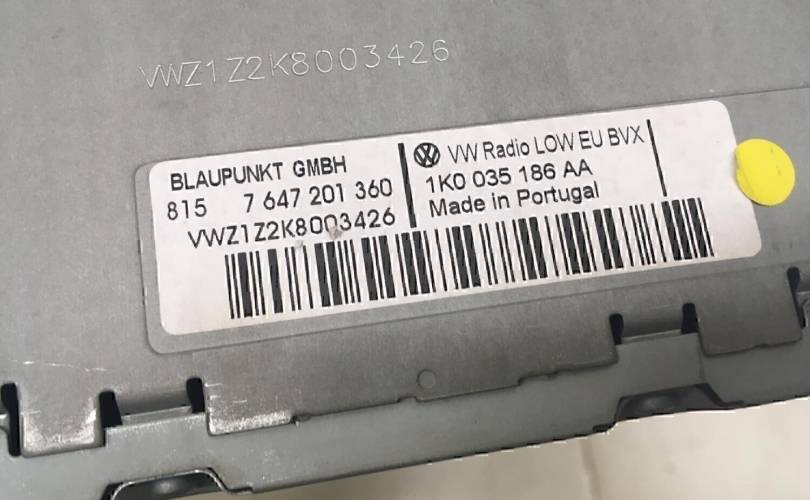 VWZ1Z2K8003426
BLAUPUNKT GMBH
815 7 647 201 360
VWZ1Z2K8003426
VW Radio LOW EU BVX
1K0 035 186 AA
Made in Portugal